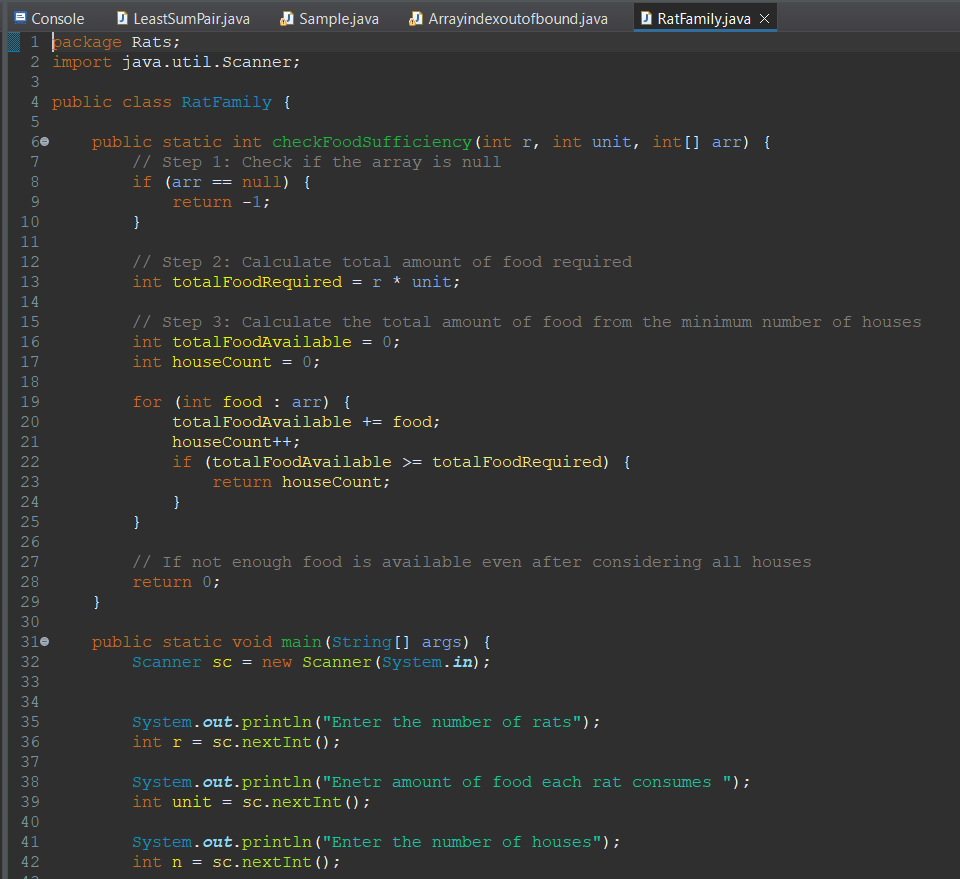 Console LeastSumPair.java Sample.java Arrayindexoutofbound.java RatFamily.java
1 package Rats;
2 import java.util.Scanner;
3
4 public class RatFamily {
5
6 public static int checkFoodSufficiency(int r, int unit, int[] arr) {
7 // Step 1: Check if the array is null
8 if (arr == null) {
9 return -1;
10 }
11
12 // Step 2: Calculate total amount of food required
13 int totalFoodRequired = r * unit;
14
15 // Step 3: Calculate the total amount of food from the minimum number of houses
16 int totalFoodAvailable = 0;
17 int houseCount = 0;
18
19 for (int food : arr) {
20 totalFoodAvailable += food;
21 houseCount++;
22 if (totalFoodAvailable >= totalFoodRequired) {
23 return houseCount;
24 }
25 }
26
27 // If not enough food is available even after considering all houses
28 return 0;
29 }
30
31 public static void main(String[] args) {
32 Scanner sc = new Scanner(System.in);
33
34
35 System.out.println("Enter the number of rats");
36 int r = sc.nextInt();
37
38 System.out.println("Enetr amount of food each rat consumes ");
39 int unit = sc.nextInt();
40
41 System.out.println("Enter the number of houses");
42 int n = sc.nextInt();